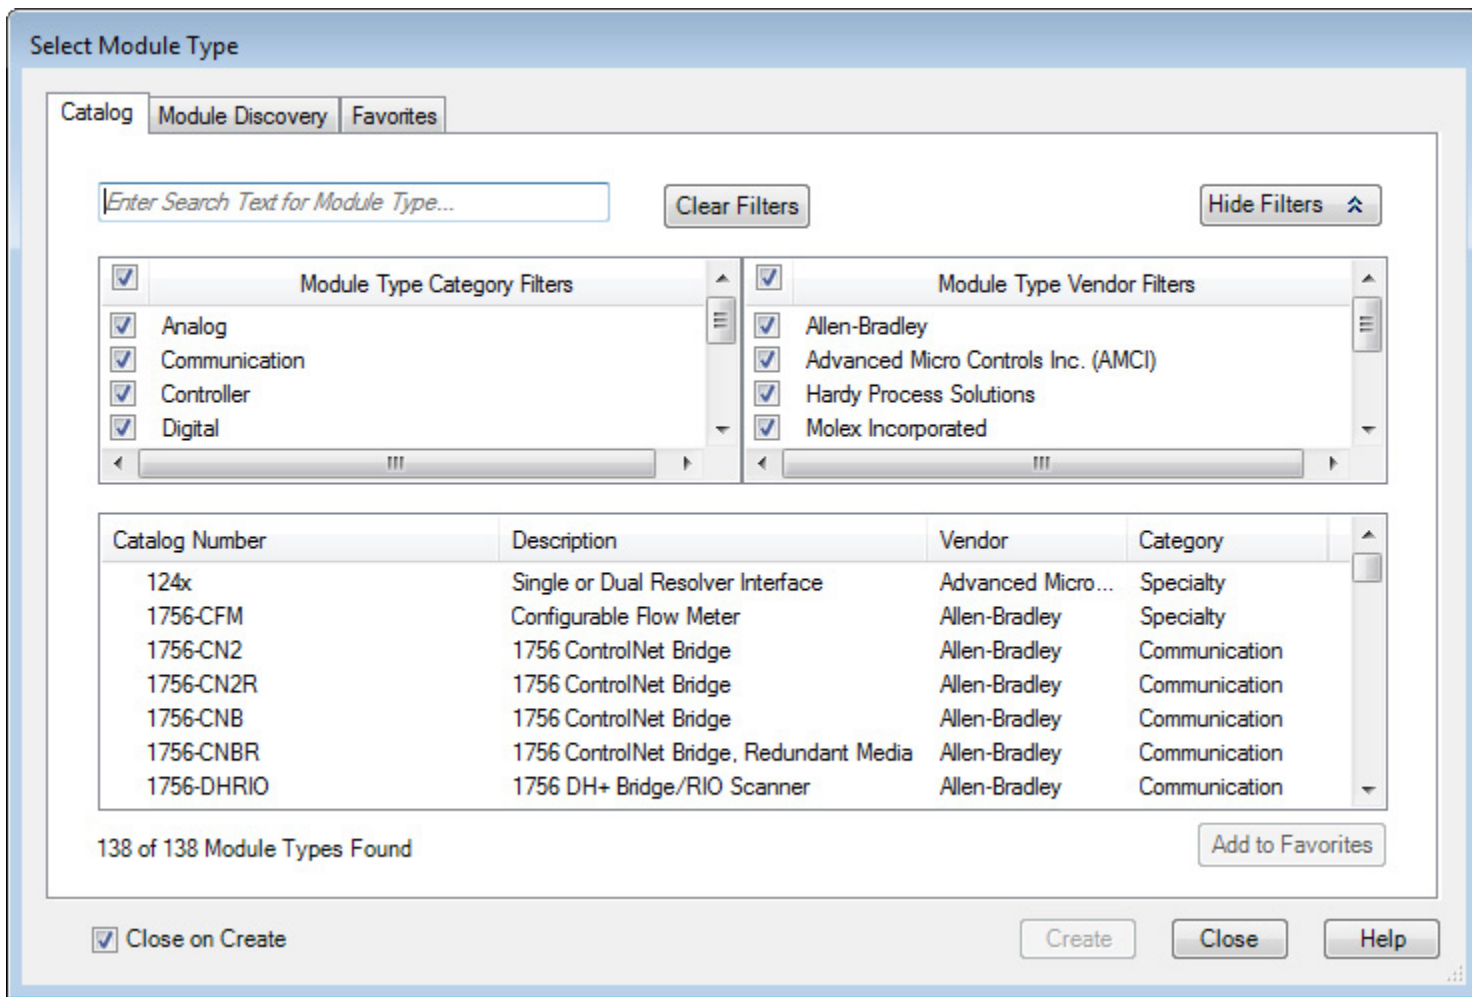 Select Module Type
Catalog Module Discovery Favorites
Enter Search Text for Module Type... Clear Filters Hide Filters
Module Type Category Filters Module Type Vendor Filters
Analog Allen-Bradley
Communication Advanced Micro Controls Inc. (AMCI)
Controller Hardy Process Solutions
Digital Molex Incorporated
Catalog Number Description Vendor Category
124x Single or Dual Resolver Interface Advanced Micro... Specialty
1756-CFM Configurable Flow Meter Allen-Bradley Specialty
1756-CN2 1756 ControlNet Bridge Allen-Bradley Communication
1756-CN2R 1756 ControlNet Bridge Allen-Bradley Communication
1756-CNB 1756 ControlNet Bridge Allen-Bradley Communication
1756-CNBR 1756 ControlNet Bridge, Redundant Media Allen-Bradley Communication
1756-DHRIO 1756 DH+ Bridge/RIO Scanner Allen-Bradley Communication
138 of 138 Module Types Found Add to Favorites
Close on Create Create Close Help